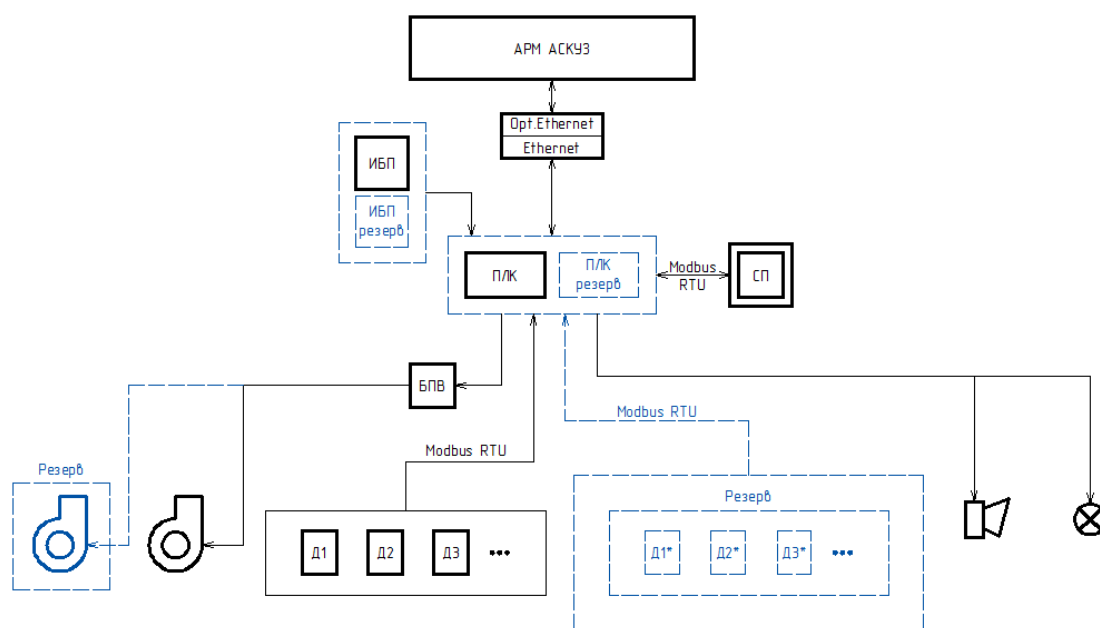 АРМ АСКУЗ
Opt.Ethernet
Ethernet
ИБП
ИБП
резерв
ПЛК
ПЛК
резерв
Modbus
RTU
СП
БПВ
Modbus RTU
Modbus RTU
Резерв
Резерв
Д1
Д2
Д3
•••
Д1*
Д2*
Д3*
•••